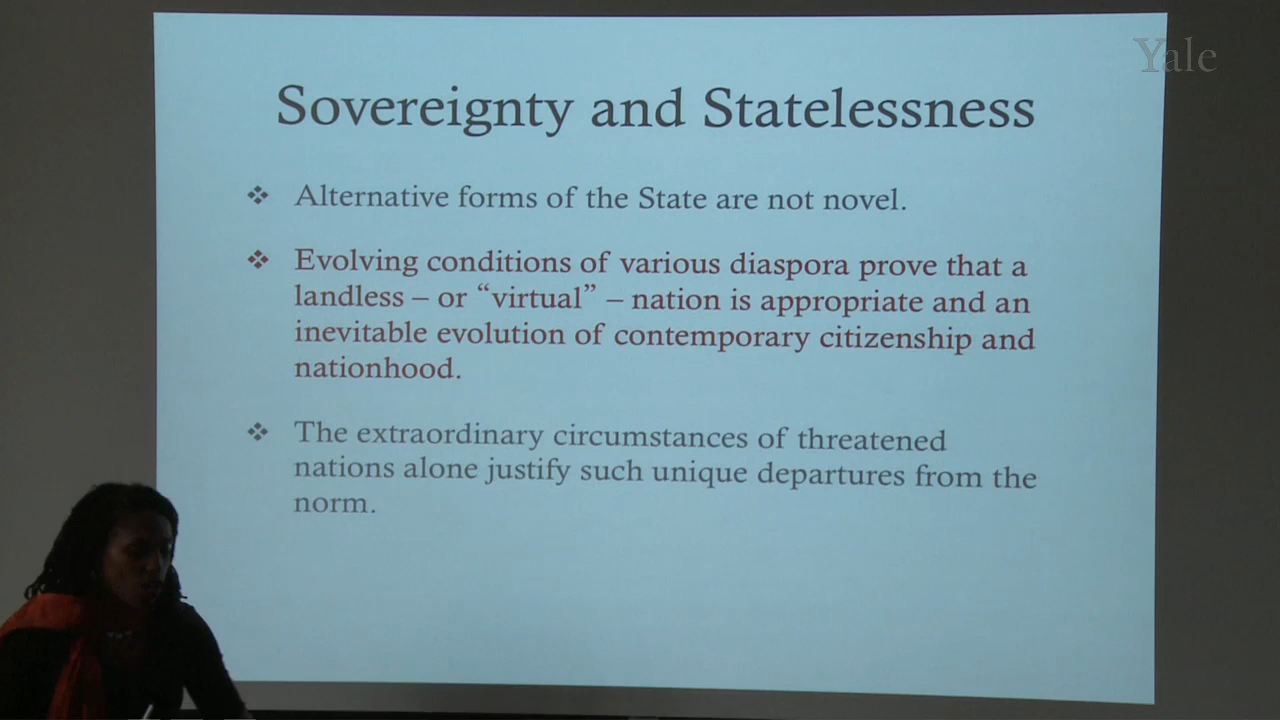 Yale
Sovereignty and Statelessness
❖ Alternative forms of the State are not novel.
❖ Evolving conditions of various diaspora prove that a
landless – or “virtual” – nation is appropriate and an
inevitable evolution of contemporary citizenship and
nationhood.
❖ The extraordinary circumstances of threatened
nations alone justify such unique departures from the
norm.